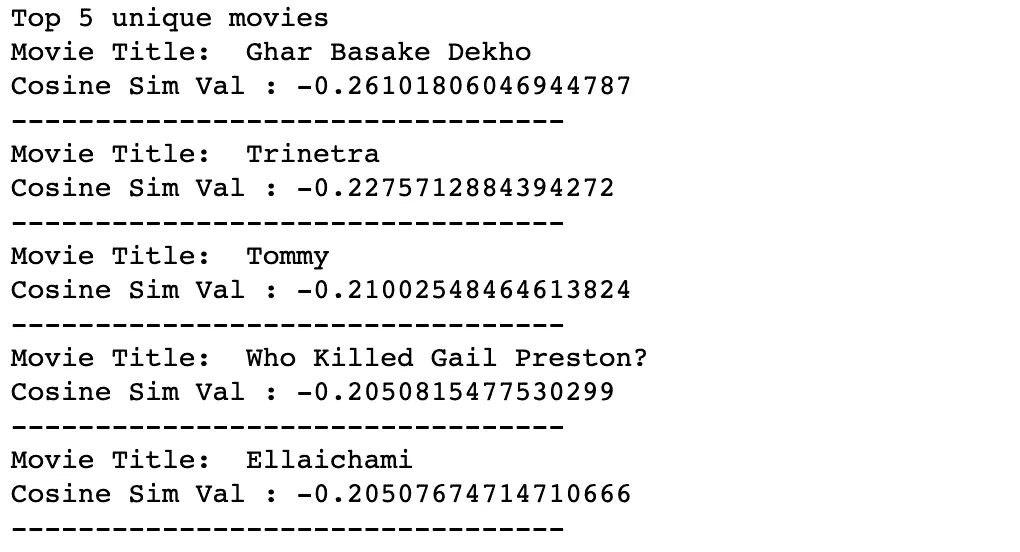 Top 5 unique movies
Movie Title:  Ghar Basake Dekho
Cosine Sim Val : -0.26101806046944787
---------------------------------
Movie Title:  Trinetra
Cosine Sim Val : -0.2275712884394272
---------------------------------
Movie Title:  Tommy
Cosine Sim Val : -0.21002548464613824
---------------------------------
Movie Title:  Who Killed Gail Preston?
Cosine Sim Val : -0.2050815477530299
---------------------------------
Movie Title:  Ellaichami
Cosine Sim Val : -0.20507674714710666
---------------------------------